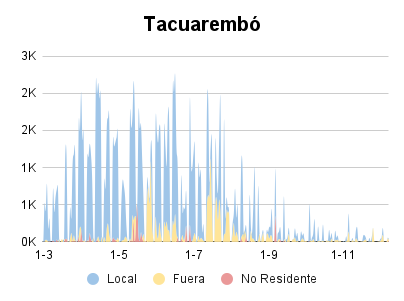 Tacuarembó
3K
2K
2K
1K
1K
0K
1-3 1-5 1-7 1-9 1-11
Local Fuera No Residente